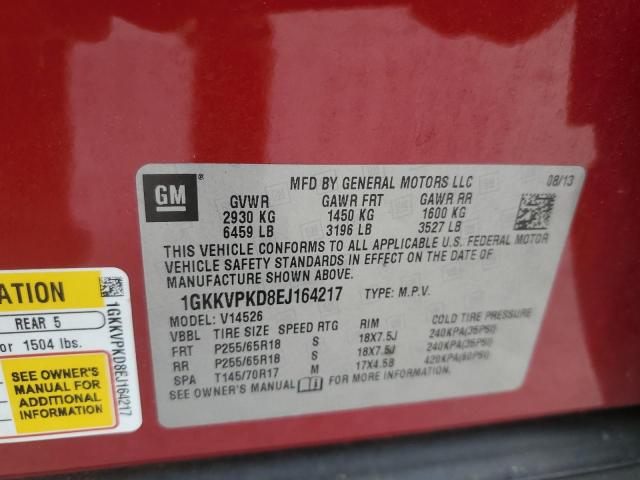 GM
MFD BY GENERAL MOTORS LLC 08/13
GVWR GAWR FRT GAWR RR
2930 KG 1450 KG 1600 KG
6459 LB 3196 LB 3527 LB
THIS VEHICLE CONFORMS TO ALL APPLICABLE U.S. FEDERAL MOTOR
VEHICLE SAFETY STANDARDS IN EFFECT ON THE DATE OF
MANUFACTURE SHOWN ABOVE.
1GKKVPKD8EJ164217 TYPE: M.P.V.
MODEL: V14526
VBBL TIRE SIZE SPEED RTG RIM COLD TIRE PRESSURE
FRT P255/65R18 S 18X7.5J 240KPA(35PSI)
RR P255/65R18 S 18X7.5J 240KPA(35PSI)
SPA T145/70R17 M 17X4.5B 420KPA(60PSI)
SEE OWNER'S MANUAL FOR MORE INFORMATION.
ATION
REAR 5
or 1504 lbs.
SEE OWNER'S
MANUAL FOR
ADDITIONAL
INFORMATION
1GKKVPKD8EJ164217